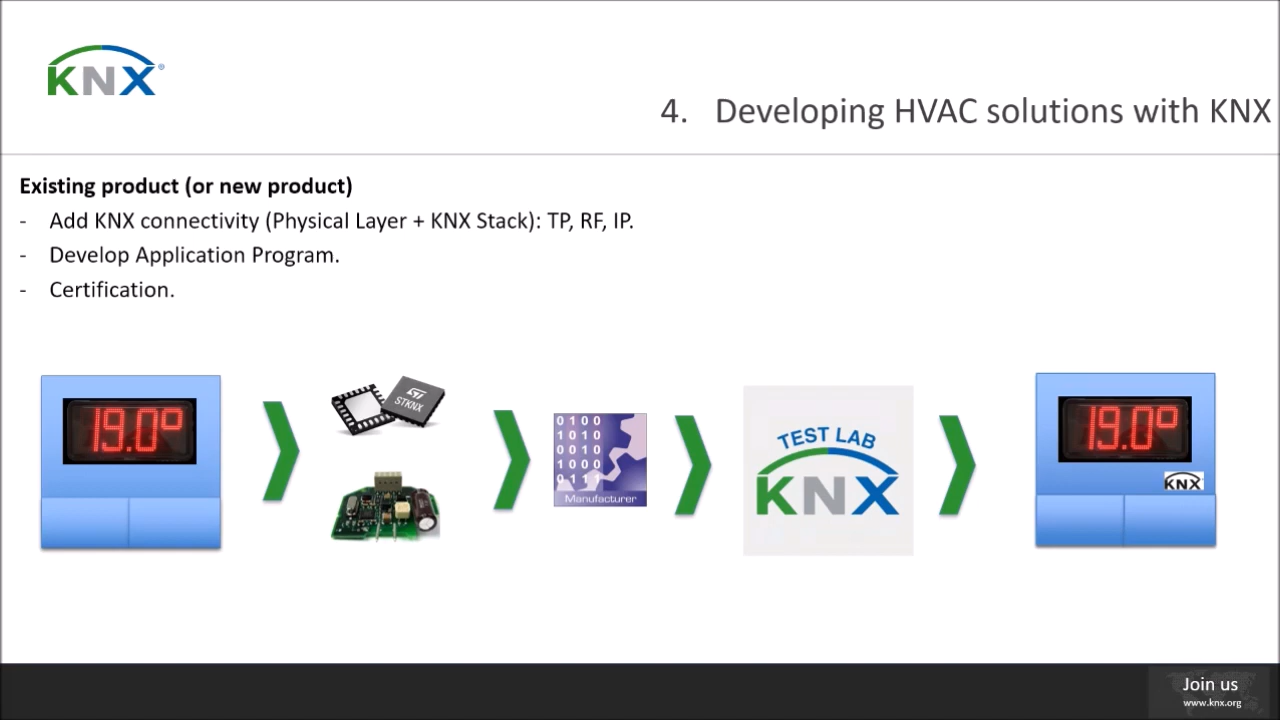 KNX®
4. Developing HVAC solutions with KNX
Existing product (or new product)
- Add KNX connectivity (Physical Layer + KNX Stack): TP, RF, IP.
- Develop Application Program.
- Certification.
19.0°
ST
STKNX
0100
1010
0010
1000
0111
Manufacturer
TEST LAB
KNX
19.0°
KNX
Join us
www.knx.org